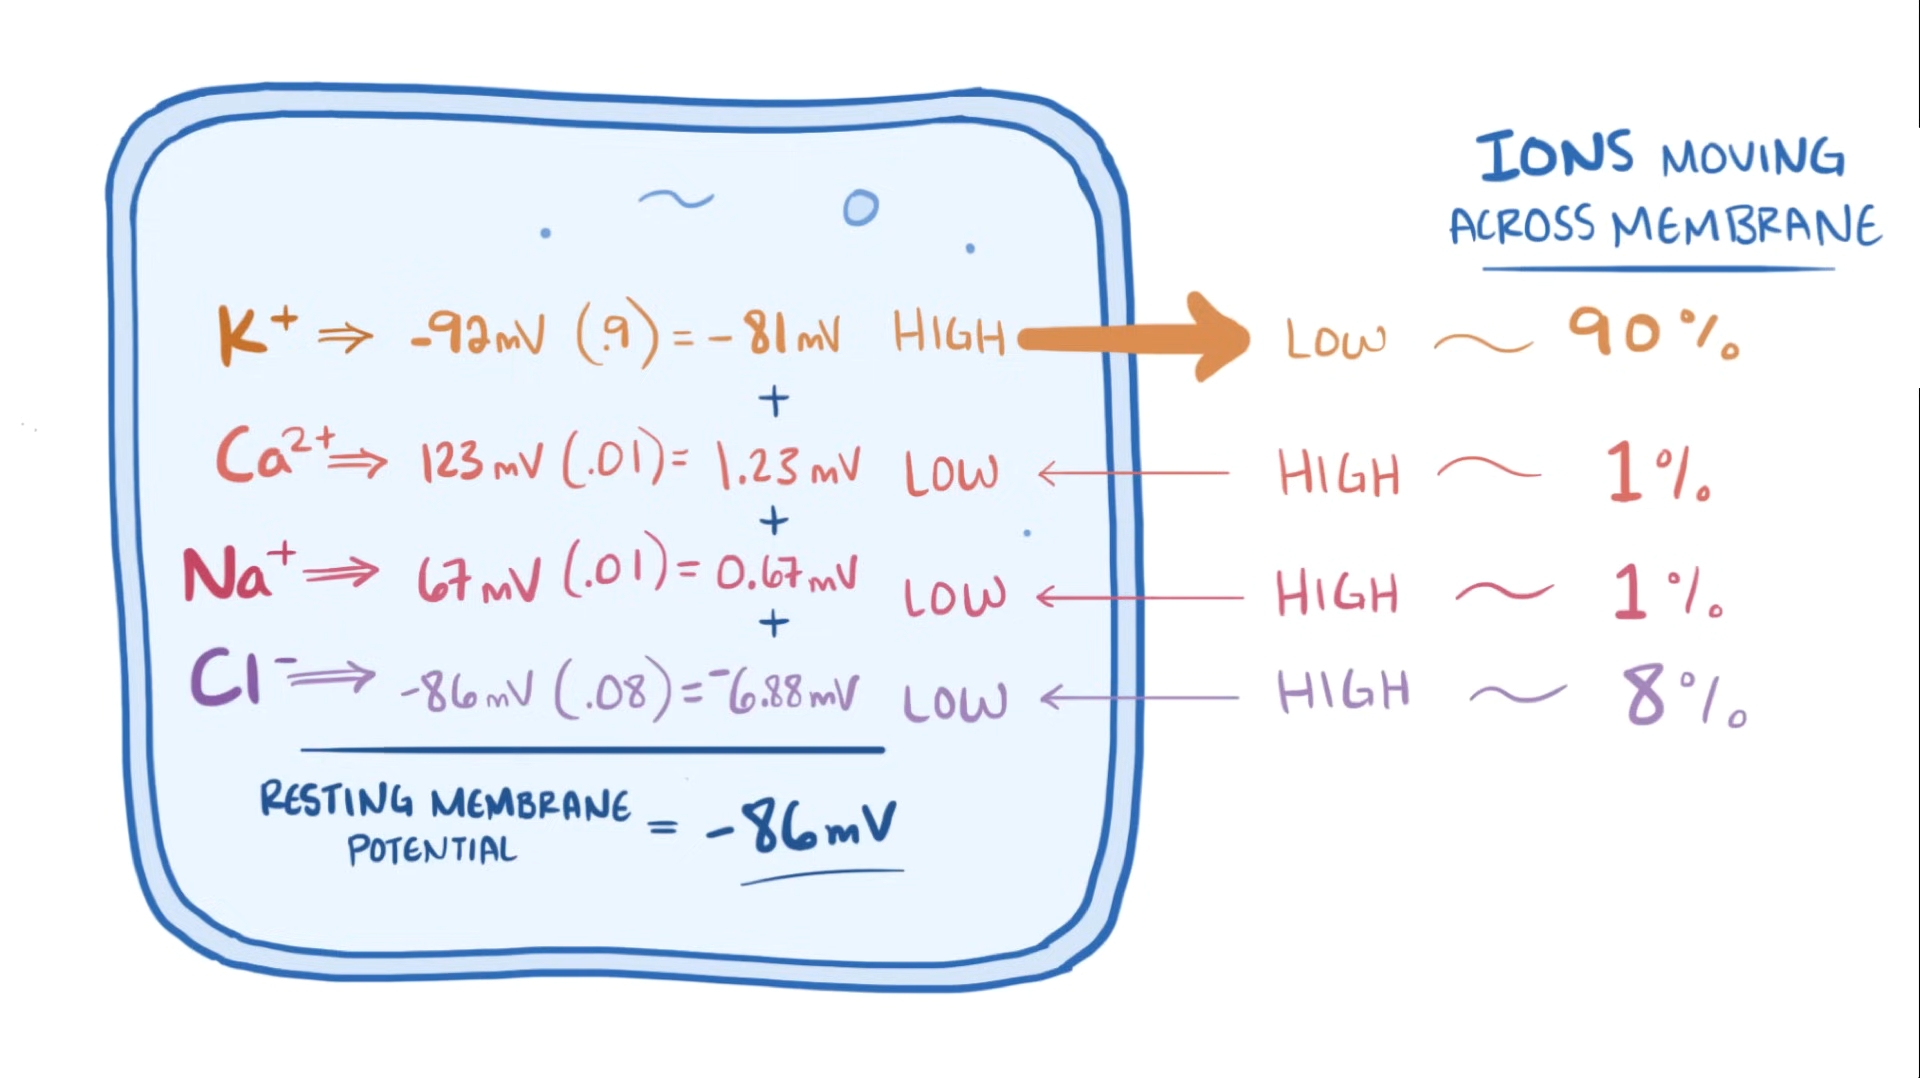 IONS MOVING
ACROSS MEMBRANE
K+ ⇒ -92mV (.9) = -81mV HIGH → LOW ~ 90%
+
Ca2+ ⇒ 123mV (.01) = 1.23mV LOW ← HIGH ~ 1%
+
Na+ ⇒ 67mV (.01) = 0.67mV LOW ← HIGH ~ 1%
+
Cl- ⇒ -86mV (.08) = -6.88mV LOW ← HIGH ~ 8%
RESTING MEMBRANE
POTENTIAL = -86mV